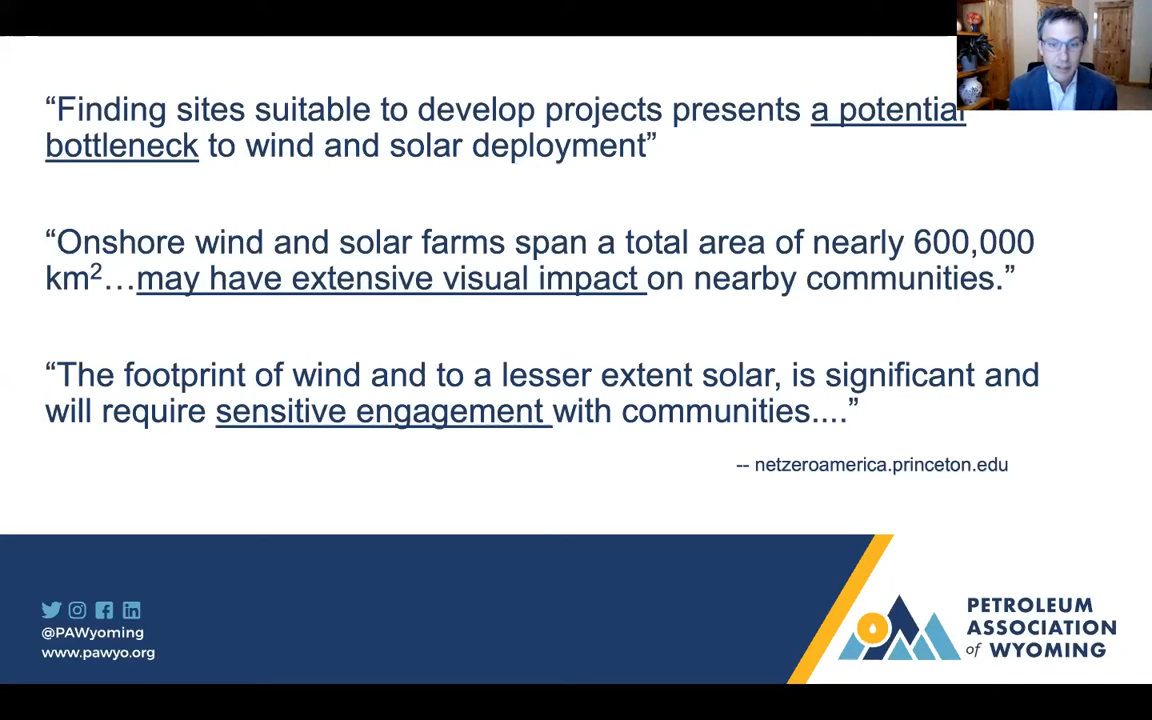 “Finding sites suitable to develop projects presents a potential
bottleneck to wind and solar deployment”
“Onshore wind and solar farms span a total area of nearly 600,000
km²…may have extensive visual impact on nearby communities.”
“The footprint of wind and to a lesser extent solar, is significant and
will require sensitive engagement with communities....”
-- netzeroamerica.princeton.edu
@PAWyoming
www.pawyo.org
PETROLEUM
ASSOCIATION
of WYOMING